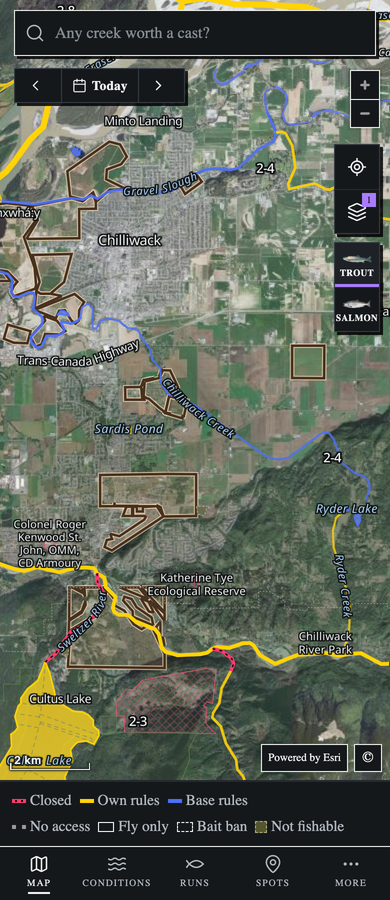 Any creek worth a cast?
Today
Minto Landing
Gravel Slough
2-4
Chilliwack
1
TROUT
SALMON
Trans-Canada Highway
Chilliwack Creek
Sardis Pond
2-4
Ryder Lake
Colonel Roger
Kenwood St.
John, OMM,
CD Armoury
Katherine Tye
Ecological Reserve
Ryder Creek
Sweltzer River
Chilliwack
River Park
Cultus Lake
2-3
2 km
Lake
Powered by Esri
©
Closed
Own rules
Base rules
No access
Fly only
Bait ban
Not fishable
MAP
CONDITIONS
RUNS
SPOTS
MORE